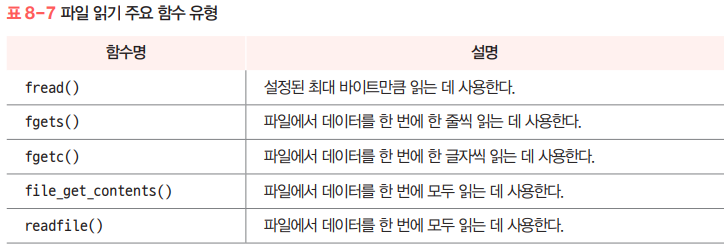 표 8-7 파일 읽기 주요 함수 유형
함수명 설명
fread() 설정된 최대 바이트만큼 읽는 데 사용한다.
fgets() 파일에서 데이터를 한 번에 한 줄씩 읽는 데 사용한다.
fgetc() 파일에서 데이터를 한 번에 한 글자씩 읽는 데 사용한다.
file_get_contents() 파일에서 데이터를 한 번에 모두 읽는 데 사용한다.
readfile() 파일에서 데이터를 한 번에 모두 읽는 데 사용한다.